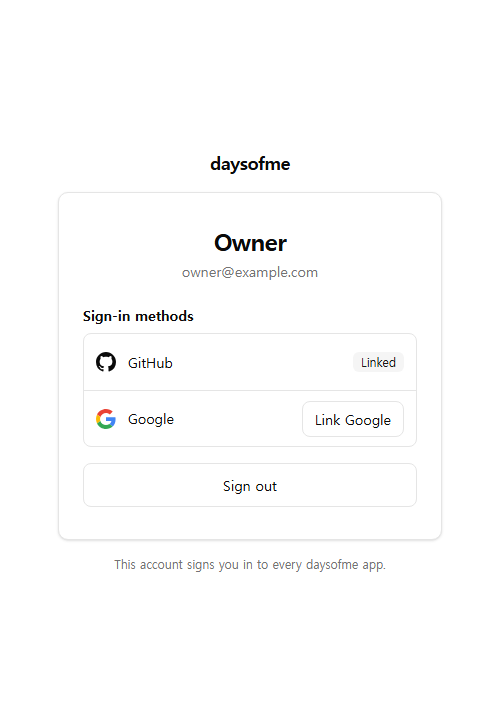 daysofme
Owner
owner@example.com
Sign-in methods
GitHub
Linked
Google
Link Google
Sign out
This account signs you in to every daysofme app.